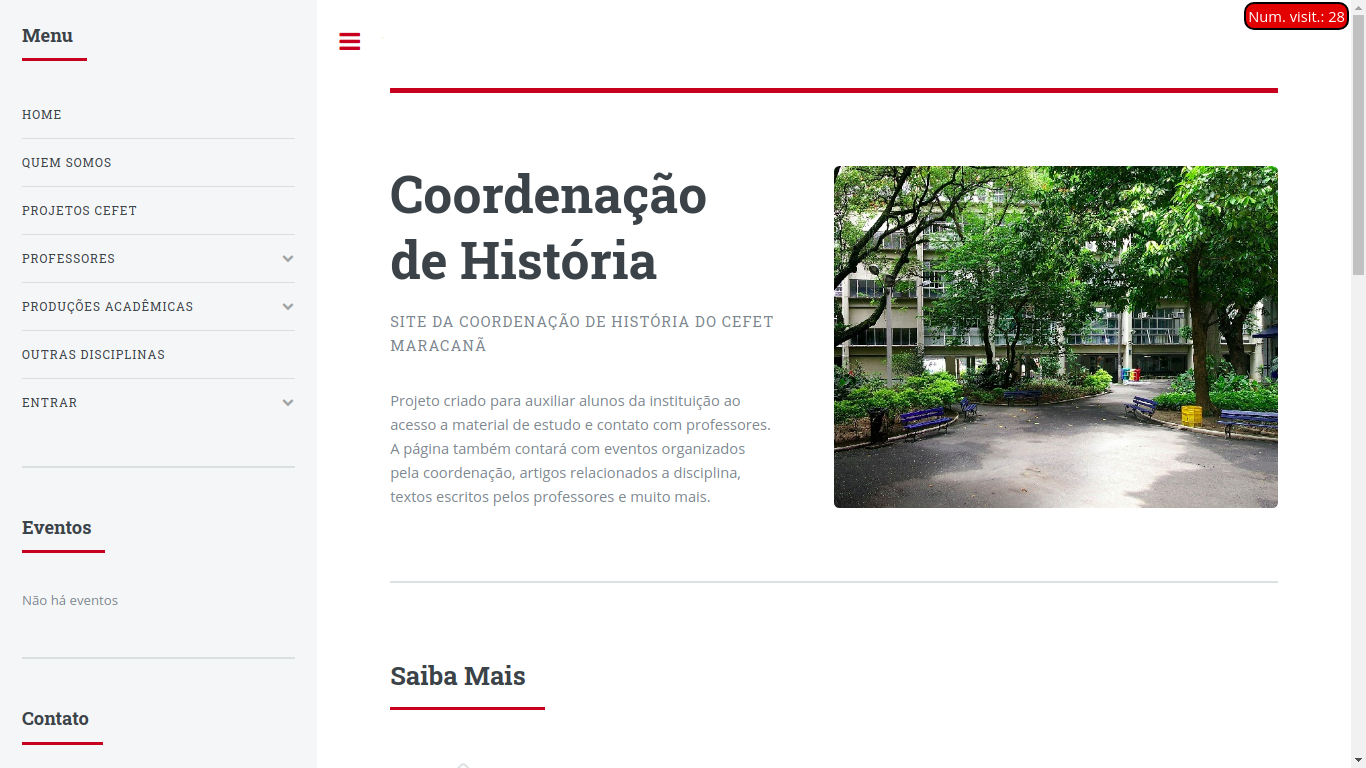 Menu
HOME
QUEM SOMOS
PROJETOS CEFET
PROFESSORES
PRODUÇÕES ACADÊMICAS
OUTRAS DISCIPLINAS
ENTRAR
Eventos
Não há eventos
Contato
Num. visit.: 28
Coordenação
de História
SITE DA COORDENAÇÃO DE HISTÓRIA DO CEFET
MARACANÃ
Projeto criado para auxiliar alunos da instituição ao
acesso a material de estudo e contato com professores.
A página também contará com eventos organizados
pela coordenação, artigos relacionados a disciplina,
textos escritos pelos professores e muito mais.
Saiba Mais